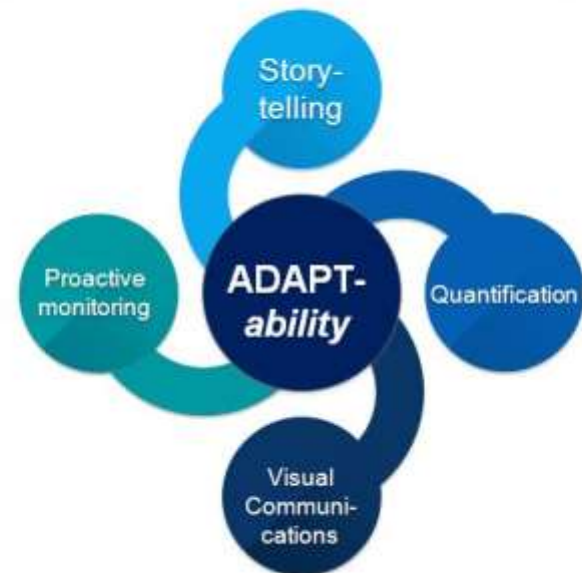 Story-
telling
Proactive
monitoring
ADAPT-
ability
Quantification
Visual
Communi-
cations